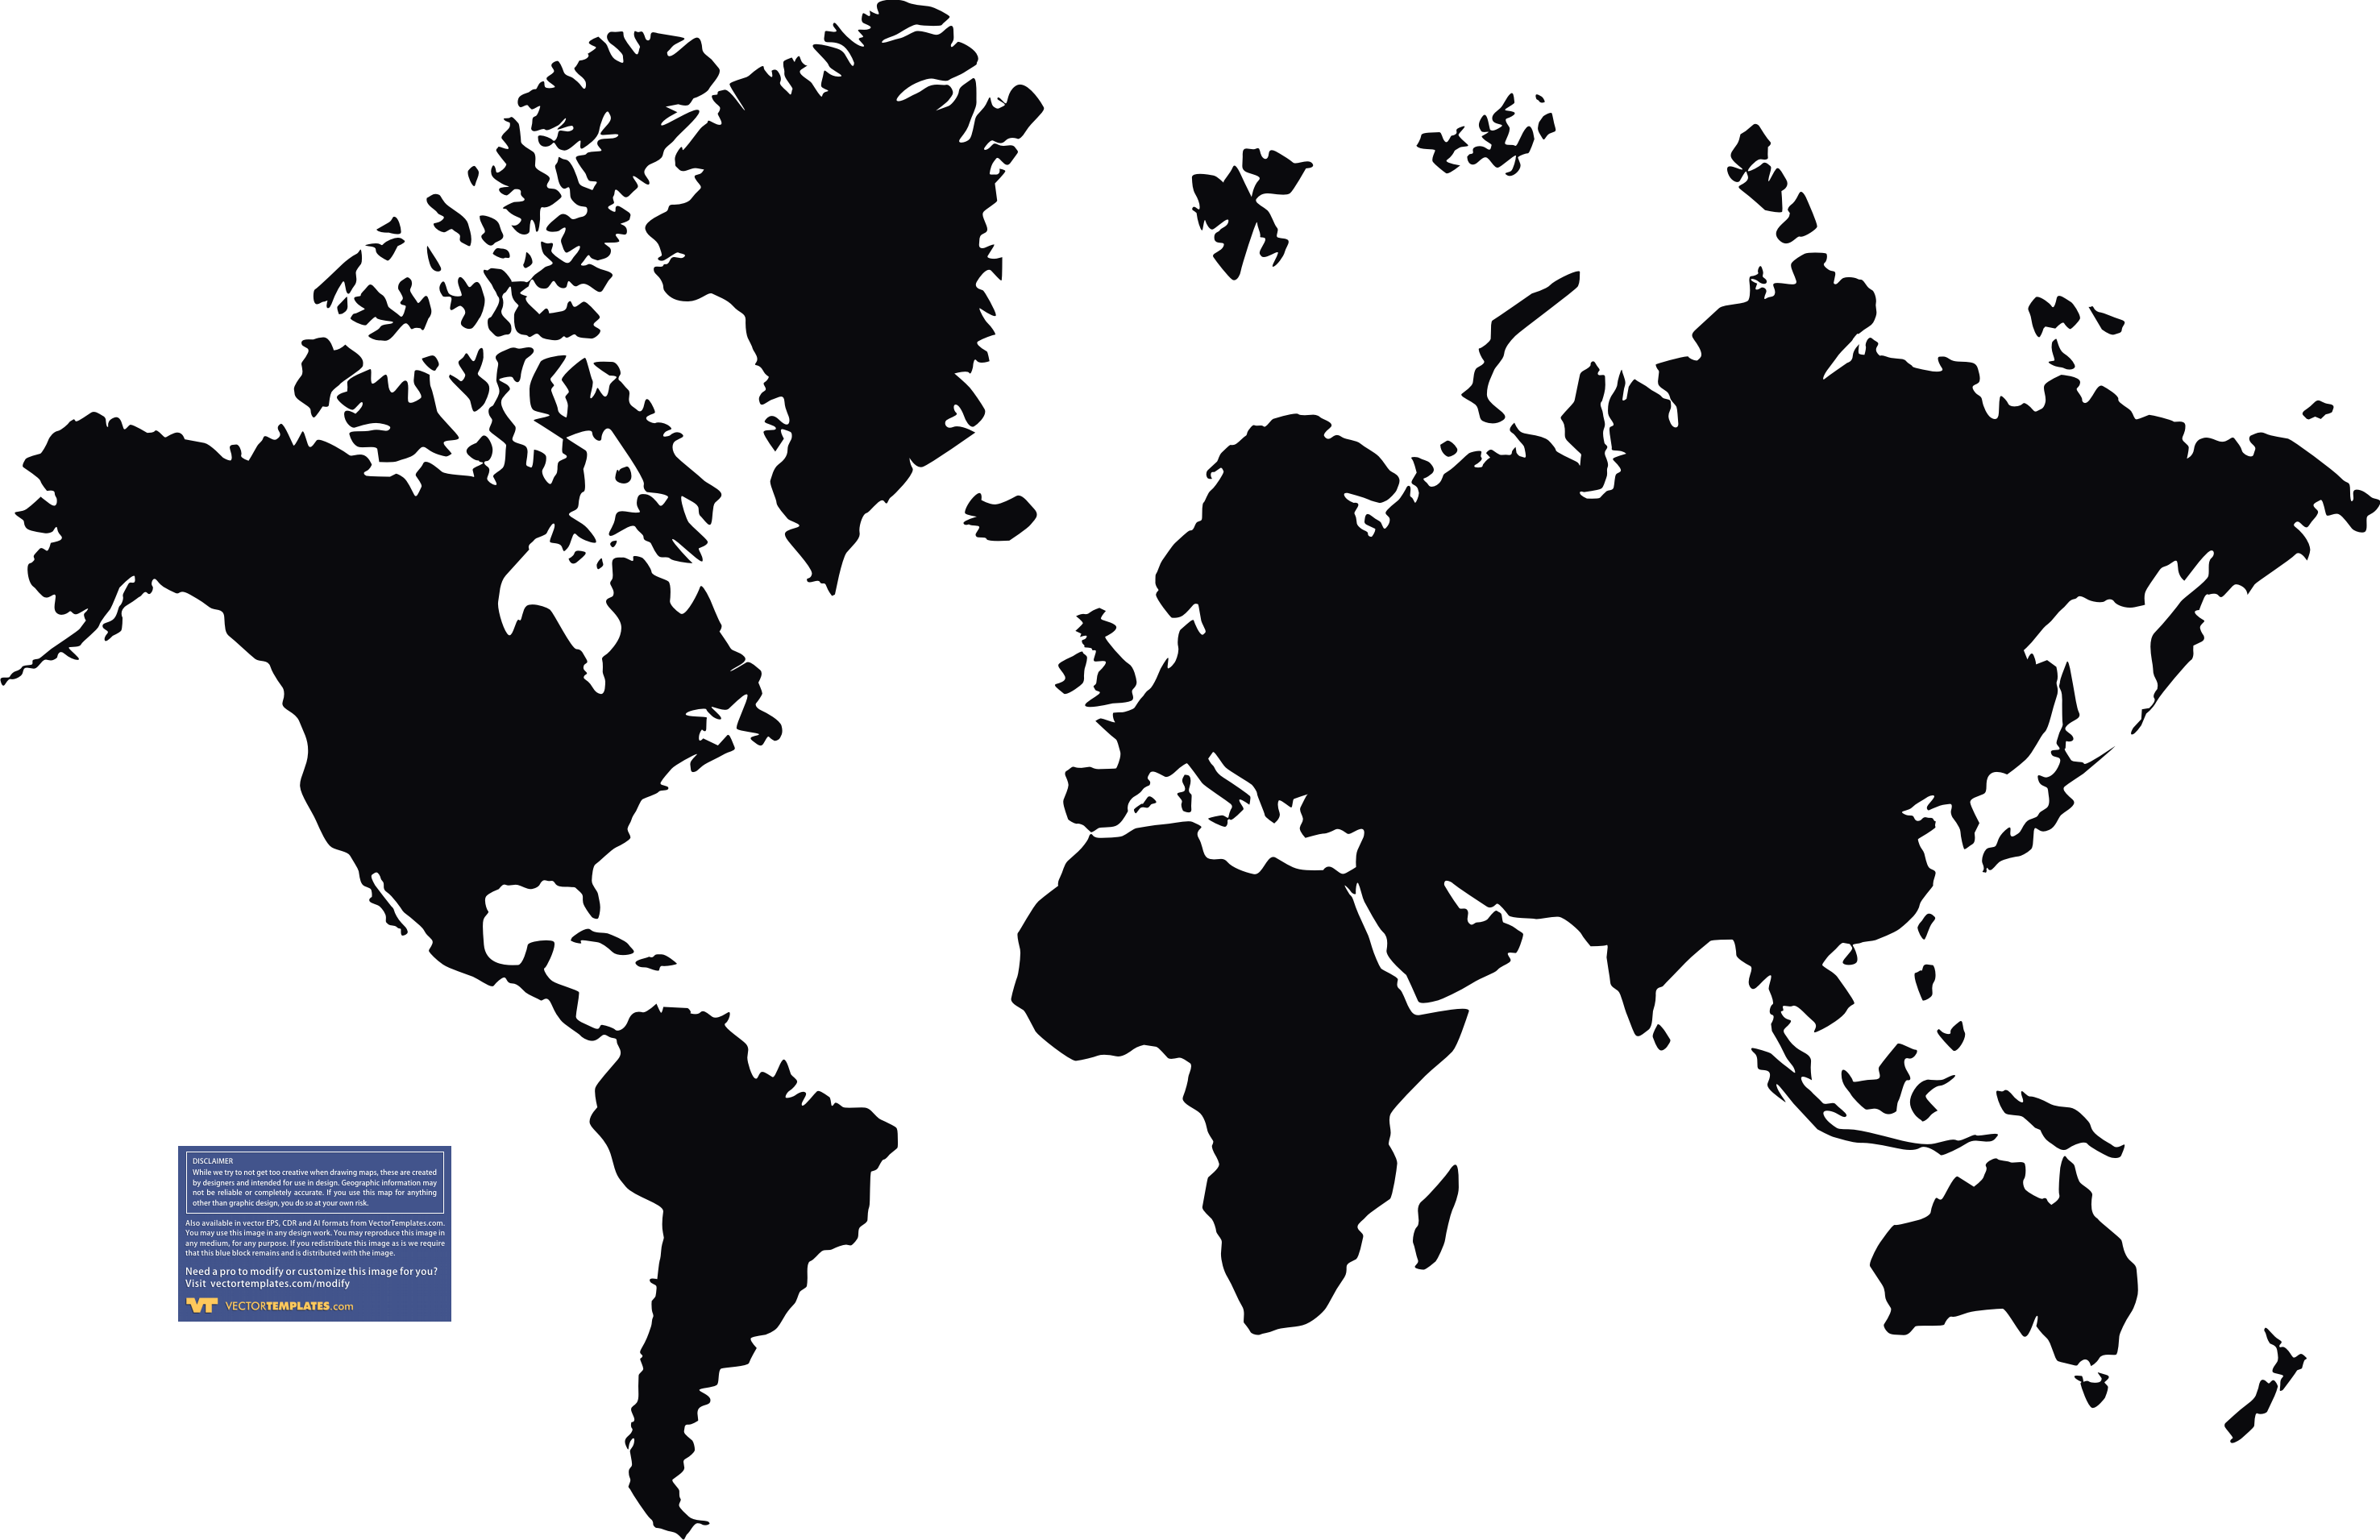 DISCLAIMER
While we try to not get too creative when drawing maps, these are created
by designers and intended for use in design. Geographic information may
not be reliable or completely accurate. If you use this map for anything
other than graphic design, you do so at your own risk.
Also available in vector EPS, CDR and AI formats from VectorTemplates.com.
You may use this image in any design work. You may reproduce this image in
any medium, for any purpose. If you redistribute this image as is we require
that this blue block remains and is distributed with the image.
Need a pro to modify or customize this image for you?
Visit vectortemplates.com/modify
VT VECTORTEMPLATES.com